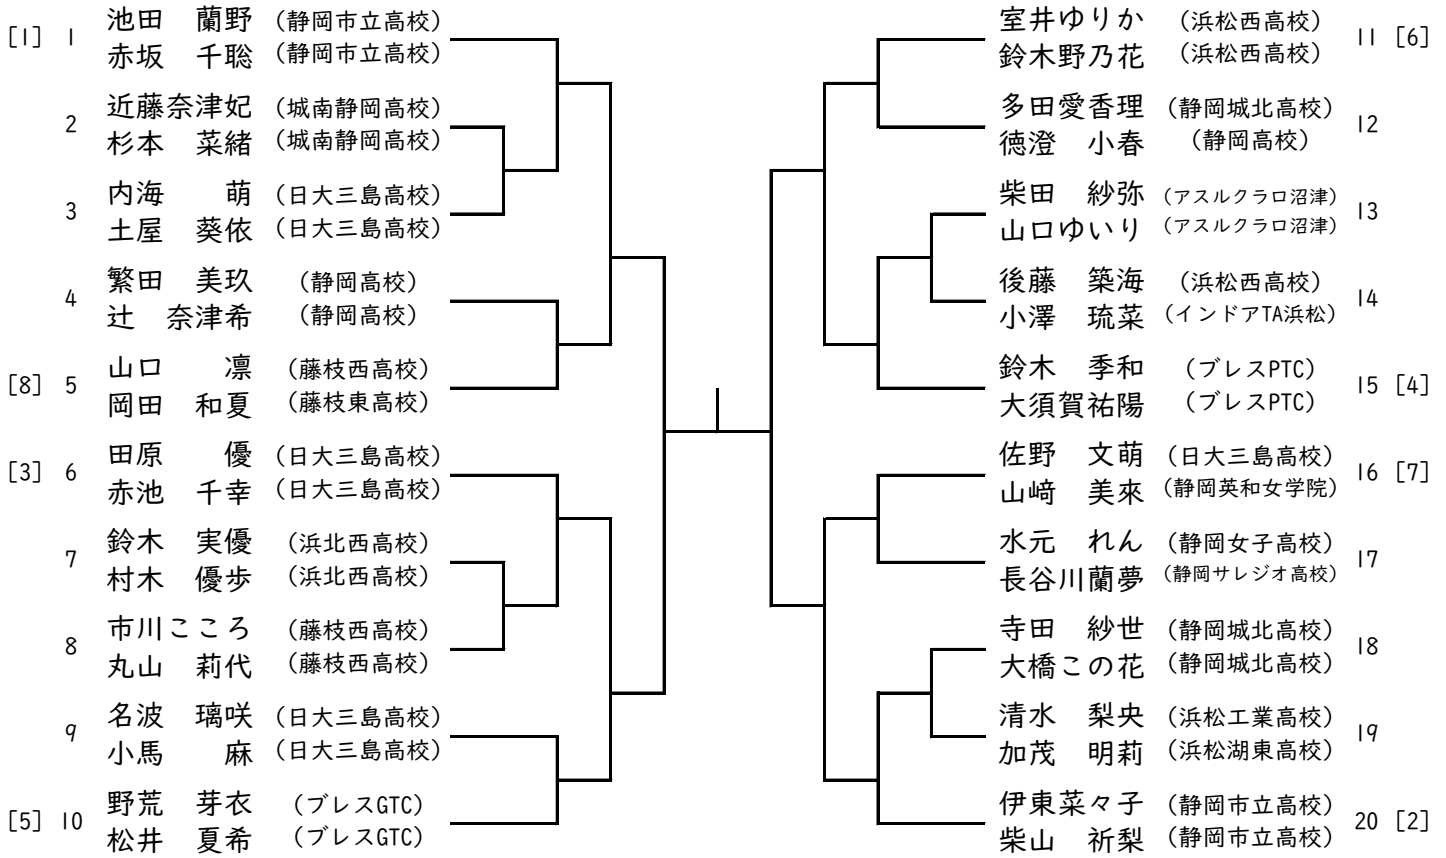 [1] 1 池田　蘭野 (静岡市立高校)
赤坂　千聡 (静岡市立高校)
2 近藤奈津妃 (城南静岡高校)
杉本　菜緒 (城南静岡高校)
3 内海　　萌 (日大三島高校)
土屋　葵依 (日大三島高校)
4 繁田　美玖 (静岡高校)
辻　奈津希 (静岡高校)
[8] 5 山口　　凛 (藤枝西高校)
岡田　和夏 (藤枝東高校)
[3] 6 田原　　優 (日大三島高校)
赤池　千幸 (日大三島高校)
7 鈴木　実優 (浜北西高校)
村木　優歩 (浜北西高校)
8 市川こころ (藤枝西高校)
丸山　莉代 (藤枝西高校)
9 名波　璃咲 (日大三島高校)
小馬　　麻 (日大三島高校)
[5] 10 野荒　芽衣 (ブレスGTC)
松井　夏希 (ブレスGTC)
室井ゆりか (浜松西高校) 11 [6]
鈴木野乃花 (浜松西高校)
多田愛香理 (静岡城北高校) 12
徳澄　小春 (静岡高校)
柴田　紗弥 (アスルクラロ沼津) 13
山口ゆいり (アスルクラロ沼津)
後藤　築海 (浜松西高校) 14
小澤　琉菜 (インドアTA浜松)
鈴木　季和 (ブレスPTC) 15 [4]
大須賀祐陽 (ブレスPTC)
佐野　文萌 (日大三島高校) 16 [7]
山﨑　美來 (静岡英和女学院)
水元　れん (静岡女子高校) 17
長谷川蘭夢 (静岡サレジオ高校)
寺田　紗世 (静岡城北高校) 18
大橋この花 (静岡城北高校)
清水　梨央 (浜松工業高校) 19
加茂　明莉 (浜松湖東高校)
伊東菜々子 (静岡市立高校) 20 [2]
柴山　祈梨 (静岡市立高校)